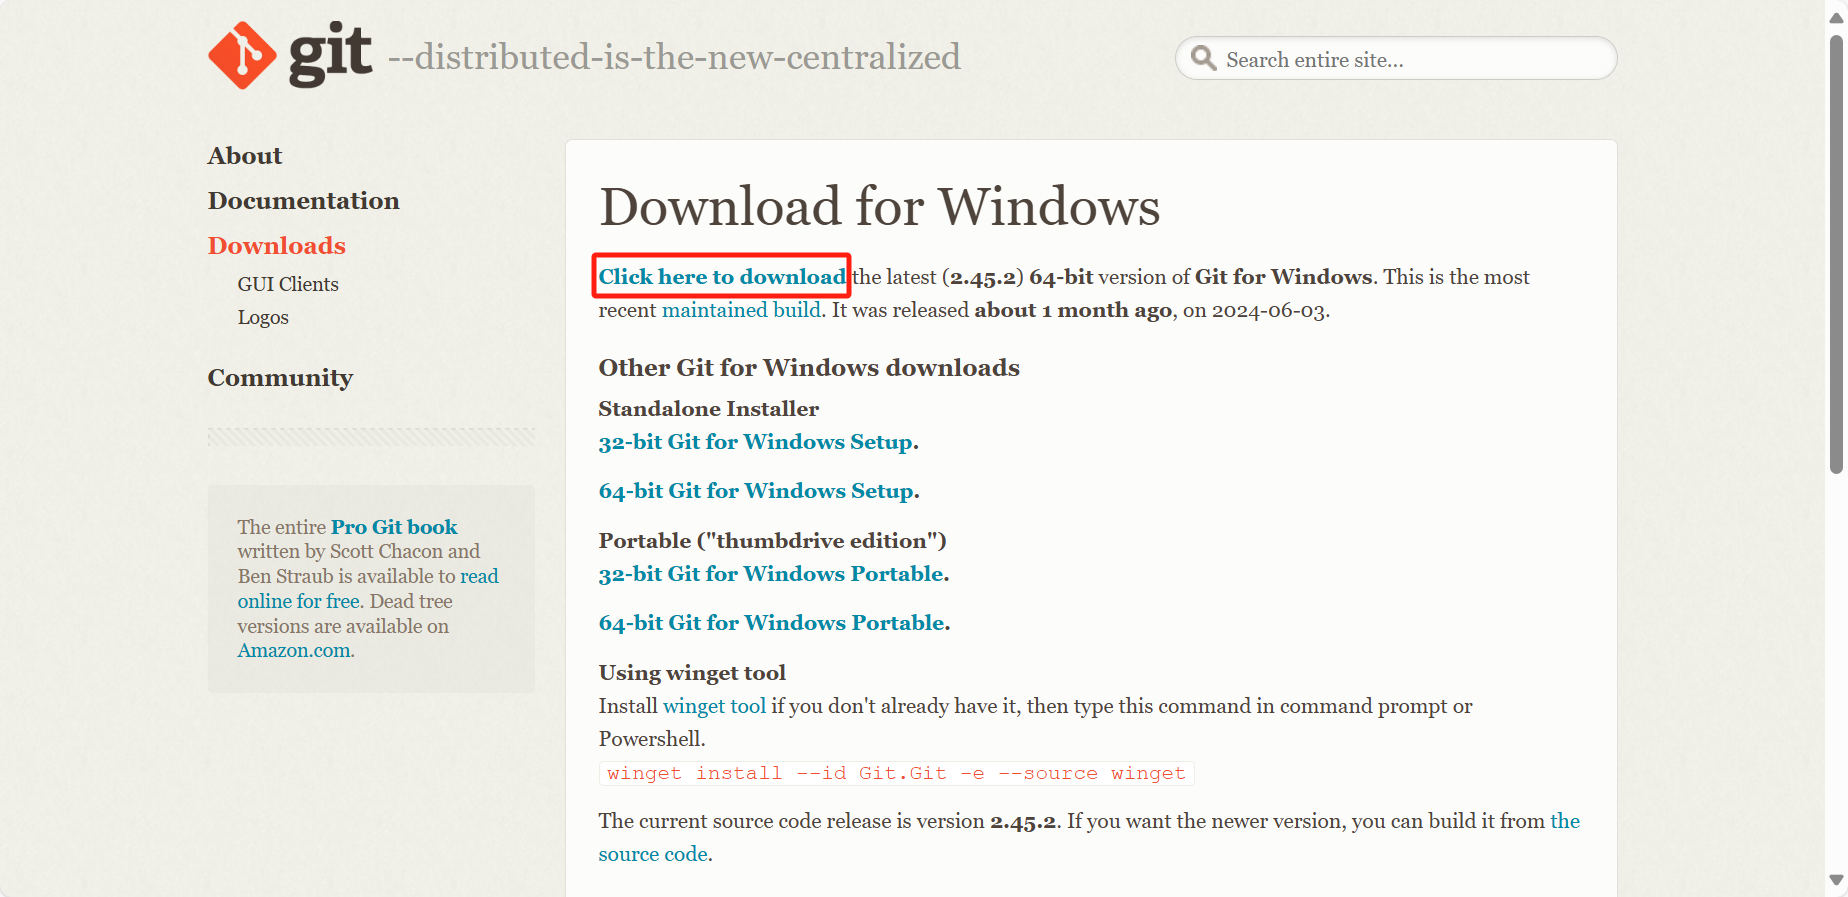 git --distributed-is-the-new-centralized
Search entire site...
About
Documentation
Downloads
GUI Clients
Logos
Community
The entire Pro Git book
written by Scott Chacon and
Ben Straub is available to read
online for free. Dead tree
versions are available on
Amazon.com.
Download for Windows
Click here to download the latest (2.45.2) 64-bit version of Git for Windows. This is the most
recent maintained build. It was released about 1 month ago, on 2024-06-03.
Other Git for Windows downloads
Standalone Installer
32-bit Git for Windows Setup.
64-bit Git for Windows Setup.
Portable ("thumbdrive edition")
32-bit Git for Windows Portable.
64-bit Git for Windows Portable.
Using winget tool
Install winget tool if you don't already have it, then type this command in command prompt or
Powershell.
winget install --id Git.Git -e --source winget
The current source code release is version 2.45.2. If you want the newer version, you can build it from the
source code.